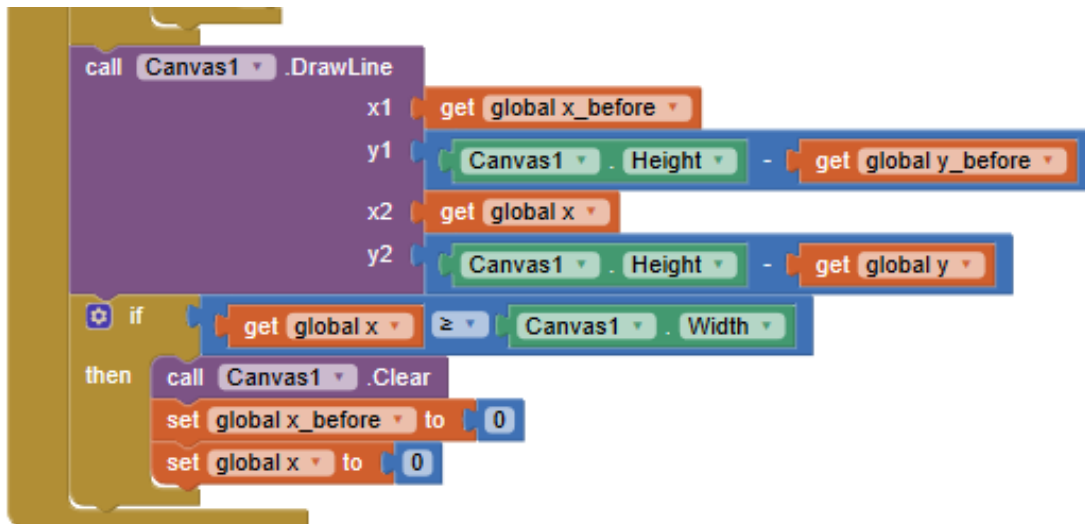 call Canvas1 .DrawLine
x1 get global x_before
y1 Canvas1 . Height - get global y_before
x2 get global x
y2 Canvas1 . Height - get global y
if get global x ≥ Canvas1 . Width
then call Canvas1 .Clear
set global x_before to 0
set global x to 0